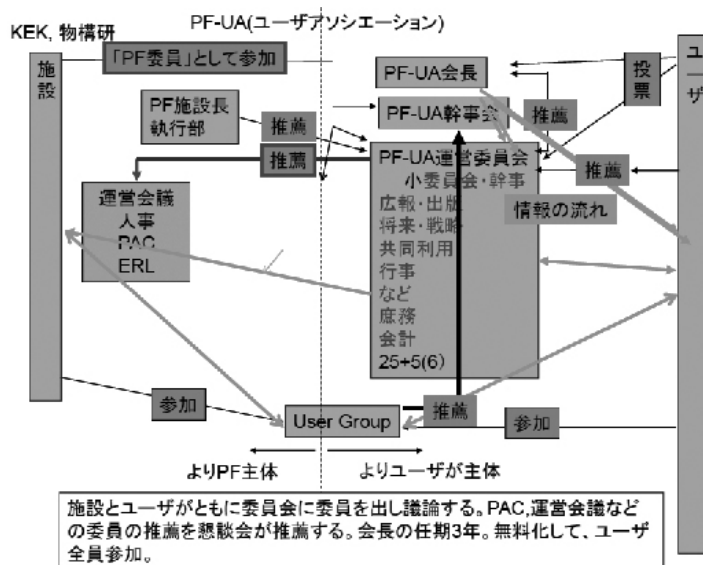 PF-UA(ユーザアソシエーション)
KEK, 物構研
施設
「PF委員」として参加
PF-UA会長
投票
ユーザ
PF施設長
執行部
推薦
PF-UA幹事会
推薦
推薦
PF-UA運営委員会
小委員会・幹事
広報・出版
将来・戦略
共同利用
行事
など
庶務
会計
25+5(6)
推薦
情報の流れ
運営会議
人事
PAC
ERL
参加
User Group
推薦
参加
よりPF主体
よりユーザが主体
施設とユーザがともに委員会に委員を出し議論する。PAC,運営会議など
の委員の推薦を懇談会が推薦する。会長の任期3年。無料化して、ユーザ
全員参加。